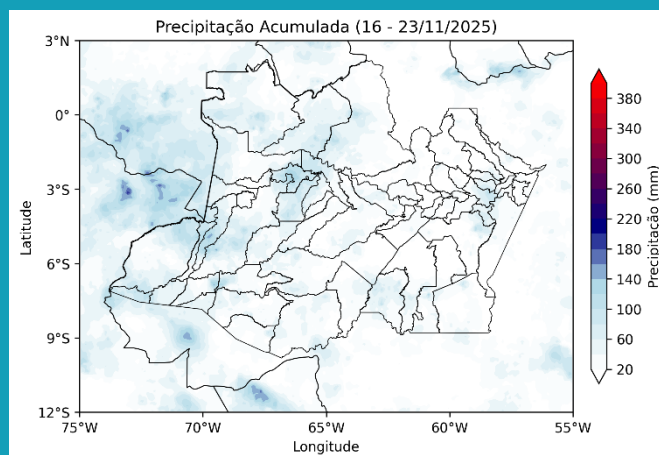 Precipitação Acumulada (16 - 23/11/2025)
3°N
0°
3°S
6°S
9°S
12°S
Latitude
75°W
70°W
65°W
60°W
55°W
Longitude
380
340
300
260
220
180
140
100
60
20
Precipitação (mm)